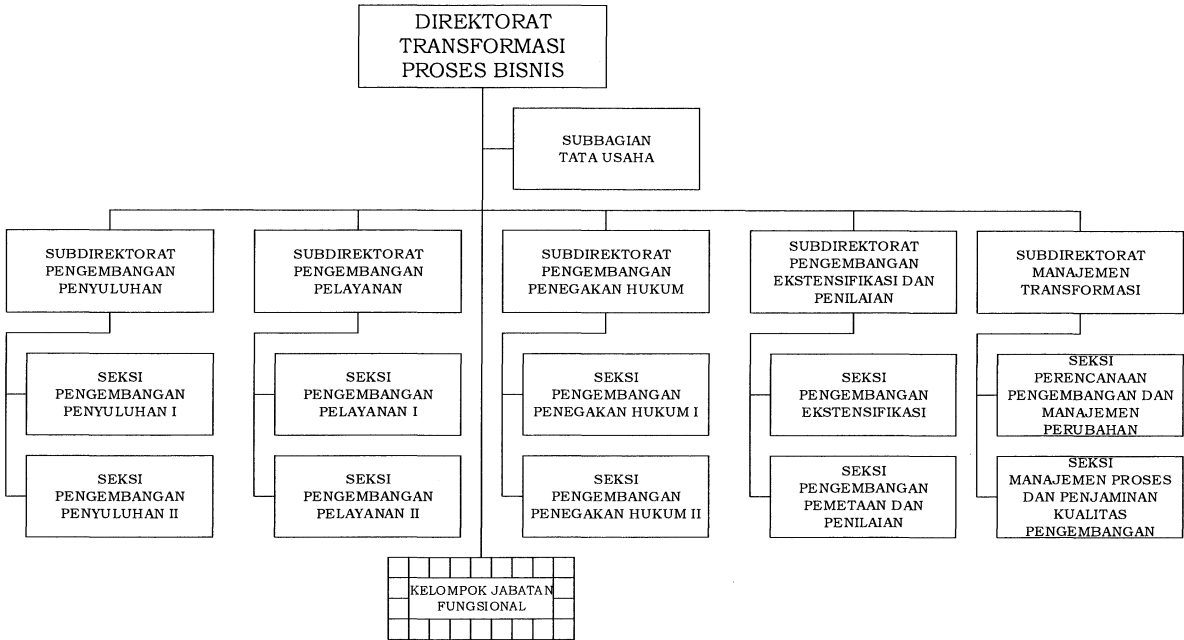 DIREKTORAT
TRANSFORMASI
PROSES BISNIS
SUBBAGIAN
TATA USAHA
SUBDIREKTORAT
PENGEMBANGAN
PENYULUHAN
SUBDIREKTORAT
PENGEMBANGAN
PELAYANAN
SUBDIREKTORAT
PENGEMBANGAN
PENEGAKAN HUKUM
SUBDIREKTORAT
PENGEMBANGAN
EKSTENSIFIKASI DAN
PENILAIAN
SUBDIREKTORAT
MANAJEMEN
TRANSFORMASI
SEKSI
PENGEMBANGAN
PENYULUHAN I
SEKSI
PENGEMBANGAN
PELAYANAN I
SEKSI
PENGEMBANGAN
PENEGAKAN HUKUM I
SEKSI
PENGEMBANGAN
EKSTENSIFIKASI
SEKSI
PERENCANAAN
PENGEMBANGAN DAN
MANAJEMEN
PERUBAHAN
SEKSI
PENGEMBANGAN
PENYULUHAN II
SEKSI
PENGEMBANGAN
PELAYANAN II
SEKSI
PENGEMBANGAN
PENEGAKAN HUKUM II
SEKSI
PENGEMBANGAN
PEMETAAN DAN
PENILAIAN
SEKSI
MANAJEMEN PROSES
DAN PENJAMINAN
KUALITAS
PENGEMBANGAN
KELOMPOK JABATAN
FUNGSIONAL